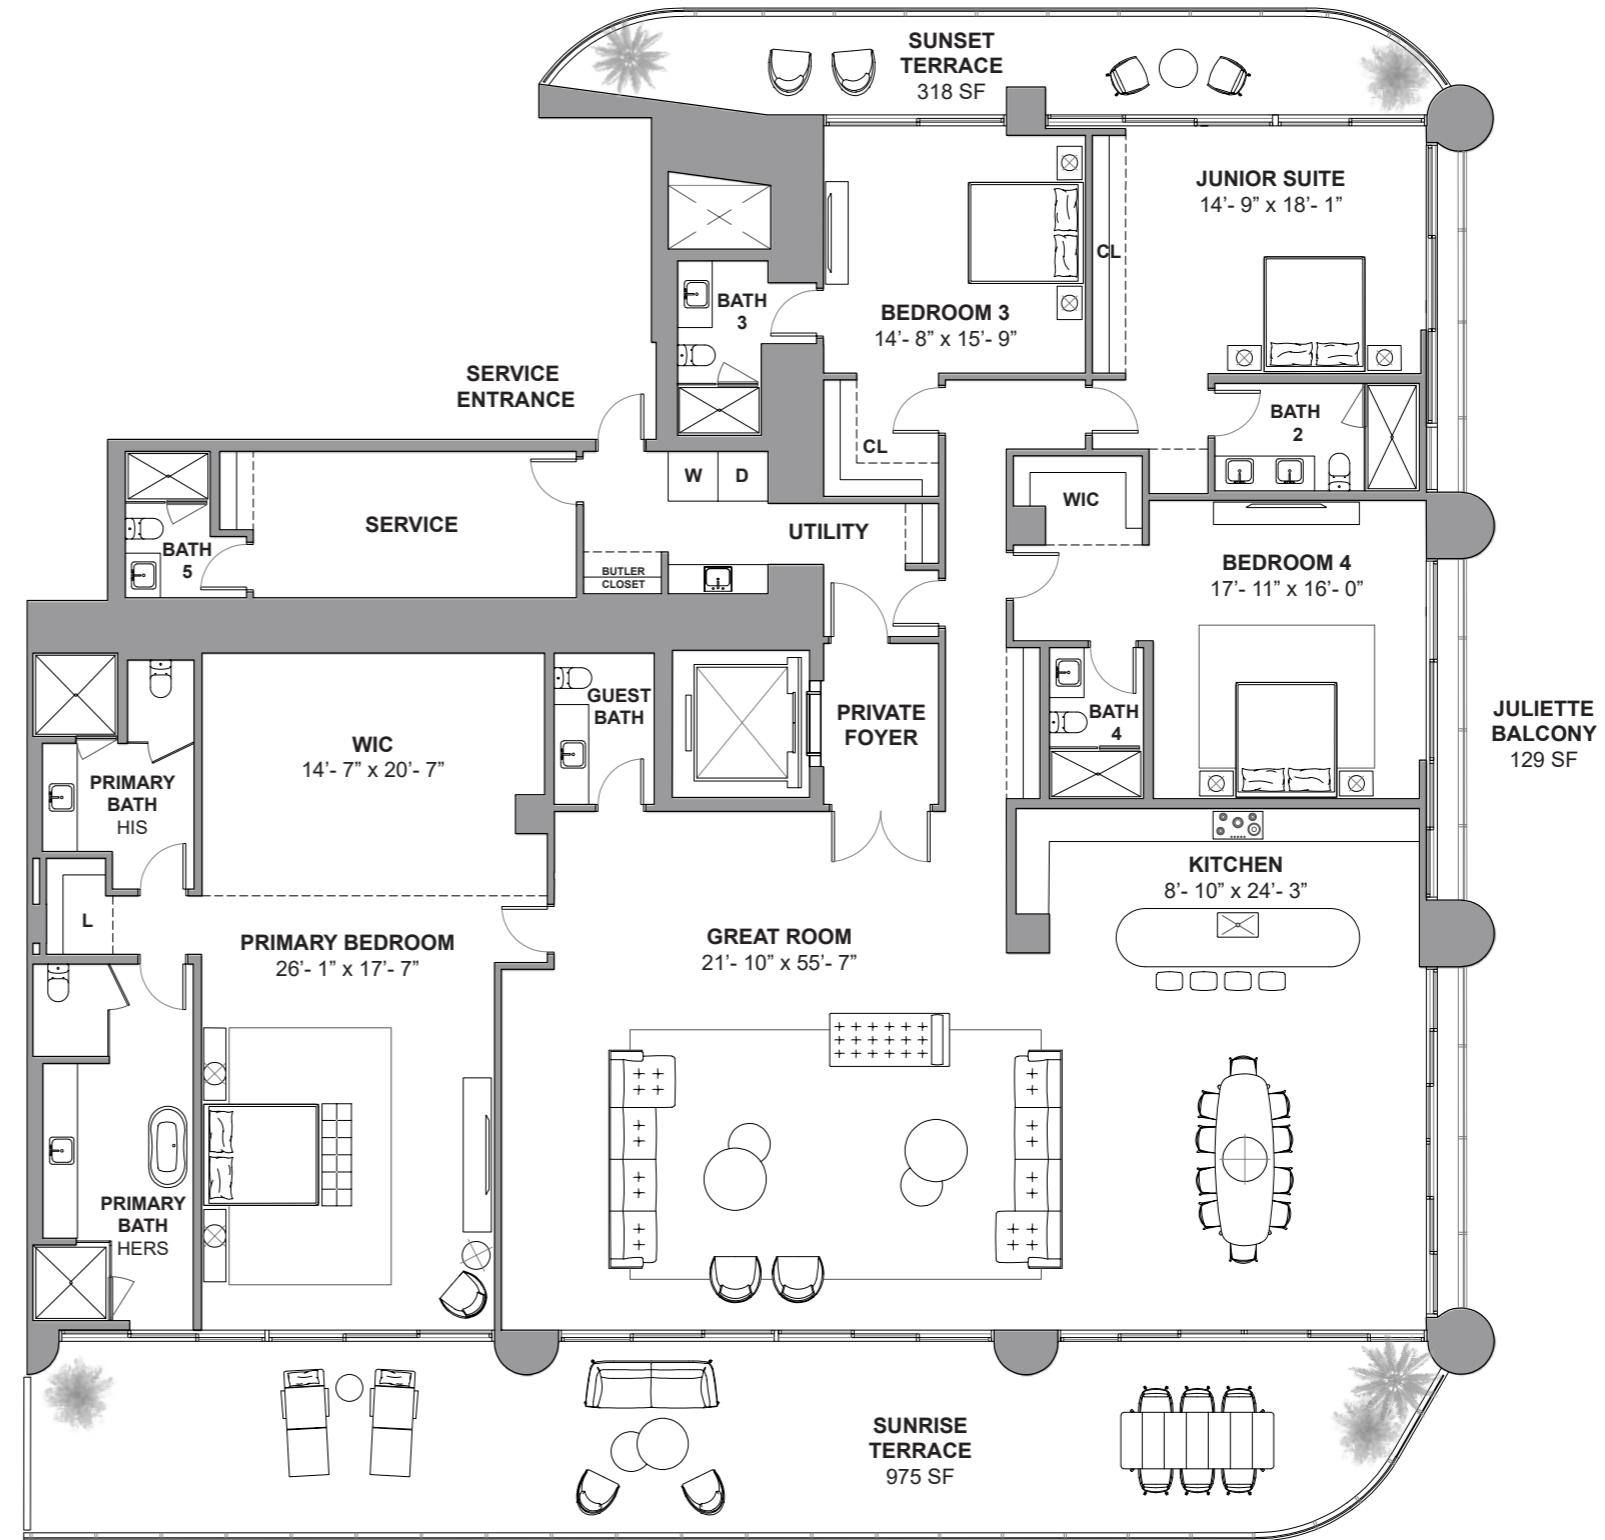 SUNSET
TERRACE
318 SF
JUNIOR SUITE
14’- 9” x 18’- 1”
CL
BATH
3
BEDROOM 3
14’- 8” x 15’- 9”
SERVICE
ENTRANCE
BATH
2
CL
W D
WIC
SERVICE
UTILITY
BATH
5
BUTLER
CLOSET
BEDROOM 4
17’- 11” x 16’- 0”
GUEST
BATH
PRIVATE
FOYER
BATH
4
JULIETTE
BALCONY
129 SF
WIC
14’- 7” x 20’- 7”
PRIMARY
BATH
HIS
KITCHEN
8’- 10” x 24’- 3”
L
PRIMARY BEDROOM
26’- 1” x 17’- 7”
GREAT ROOM
21’- 10” x 55’- 7”
PRIMARY
BATH
HERS
SUNRISE
TERRACE
975 SF